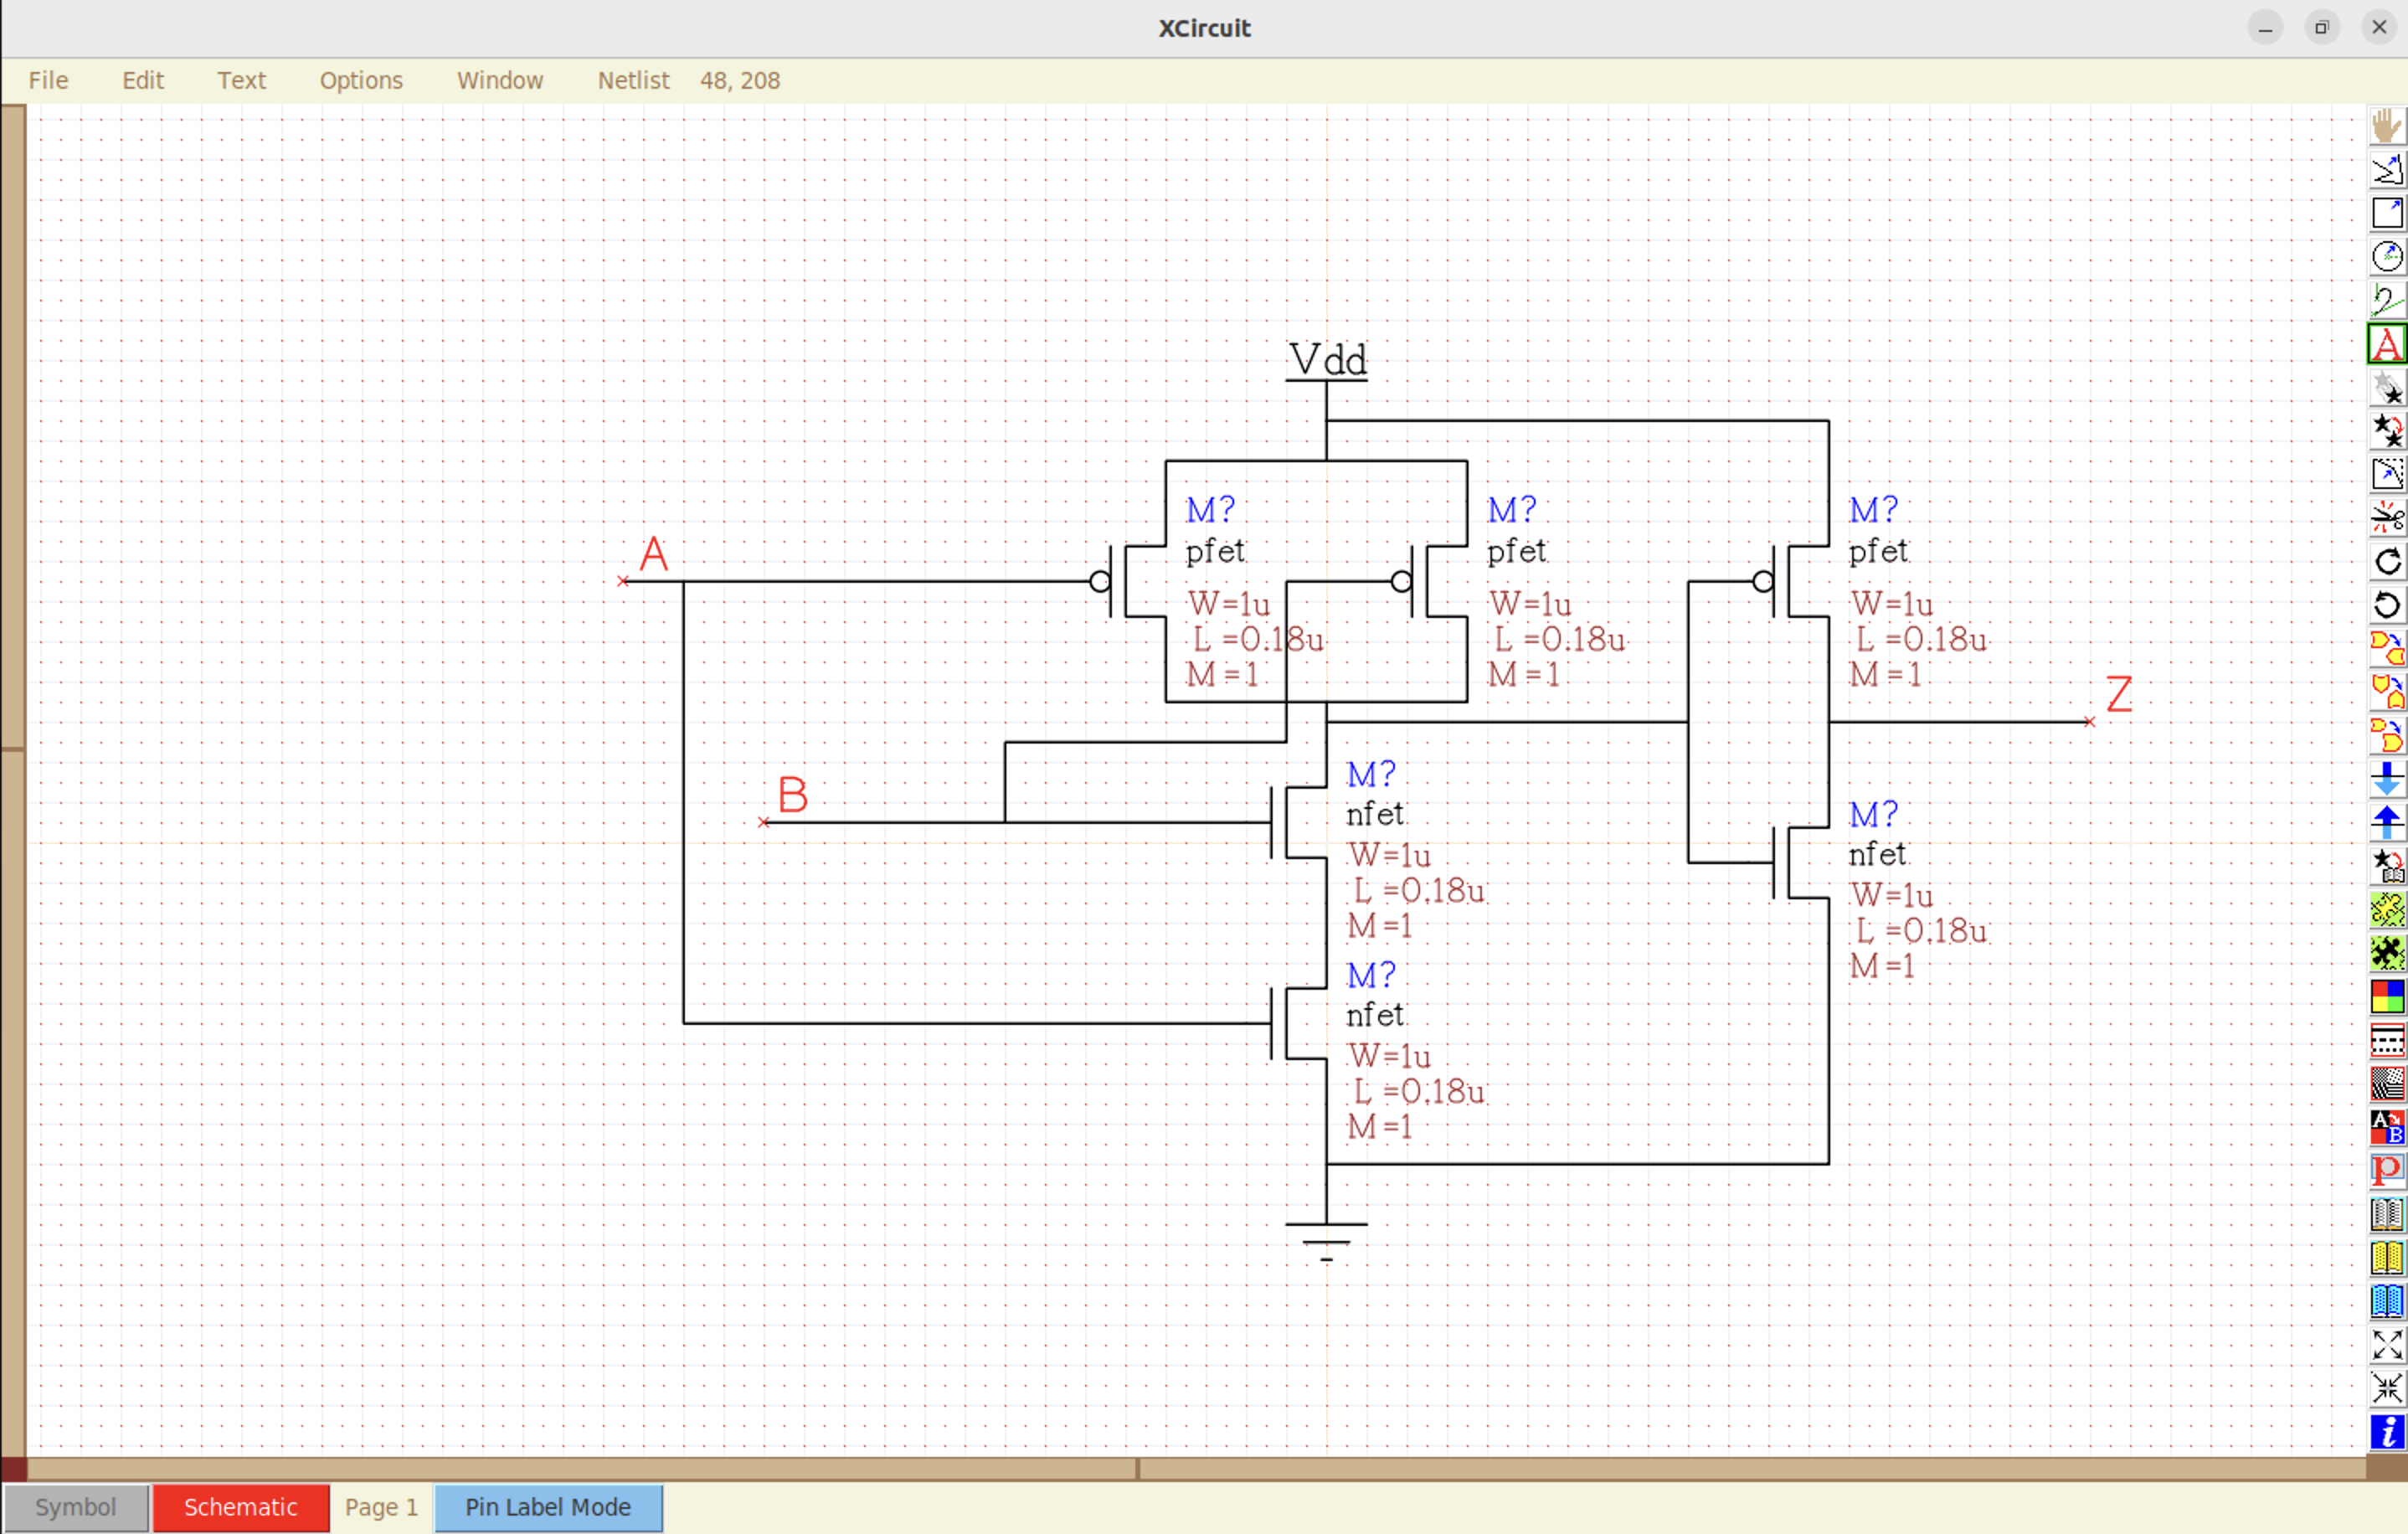 XCircuit
File Edit Text Options Window Netlist 48, 208
Vdd
M?
pfet
W=1u
L=0.18u
M=1
M?
pfet
W=1u
L=0.18u
M=1
M?
pfet
W=1u
L=0.18u
M=1
A
Z
B
M?
nfet
W=1u
L=0.18u
M=1
M?
nfet
W=1u
L=0.18u
M=1
M?
nfet
W=1u
L=0.18u
M=1
A
A
B
p
i
Symbol Schematic Page 1 Pin Label Mode